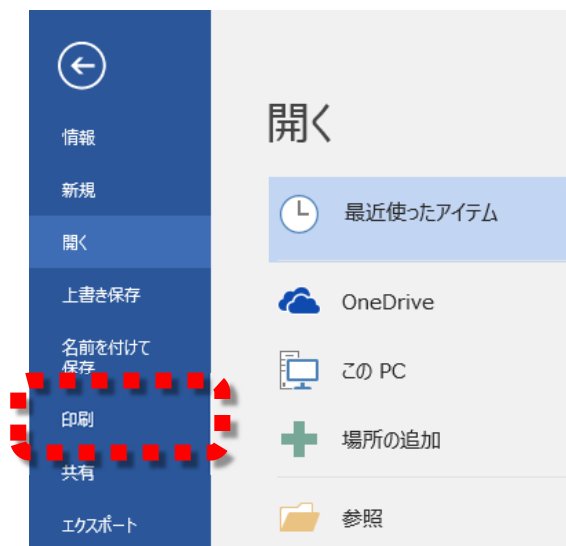 情報
新規
開く
上書き保存
名前を付けて
保存
印刷
共有
エクスポート
開く
最近使ったアイテム
OneDrive
この PC
場所の追加
参照